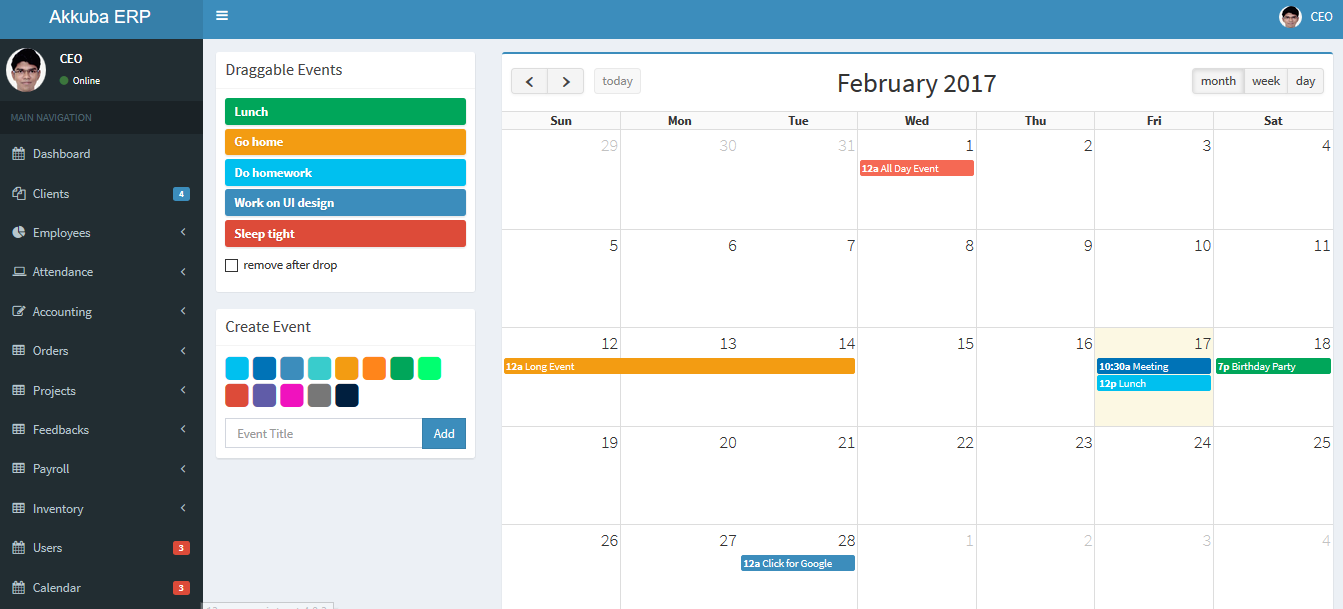 Akkuba ERP
CEO
CEO
Online
MAIN NAVIGATION
Dashboard
Clients 4
Employees
Attendance
Accounting
Orders
Projects
Feedbacks
Payroll
Inventory
Users 3
Calendar 3
Draggable Events
Lunch
Go home
Do homework
Work on UI design
Sleep tight
remove after drop
Create Event
Event Title Add
today February 2017 month week day
Sun Mon Tue Wed Thu Fri Sat
29 30 31 1 2 3 4
12a All Day Event
5 6 7 8 9 10 11
12 13 14 15 16 17 18
12a Long Event 10:30a Meeting 7p Birthday Party
12p Lunch
19 20 21 22 23 24 25
26 27 28 1 2 3 4
12a Click for Google